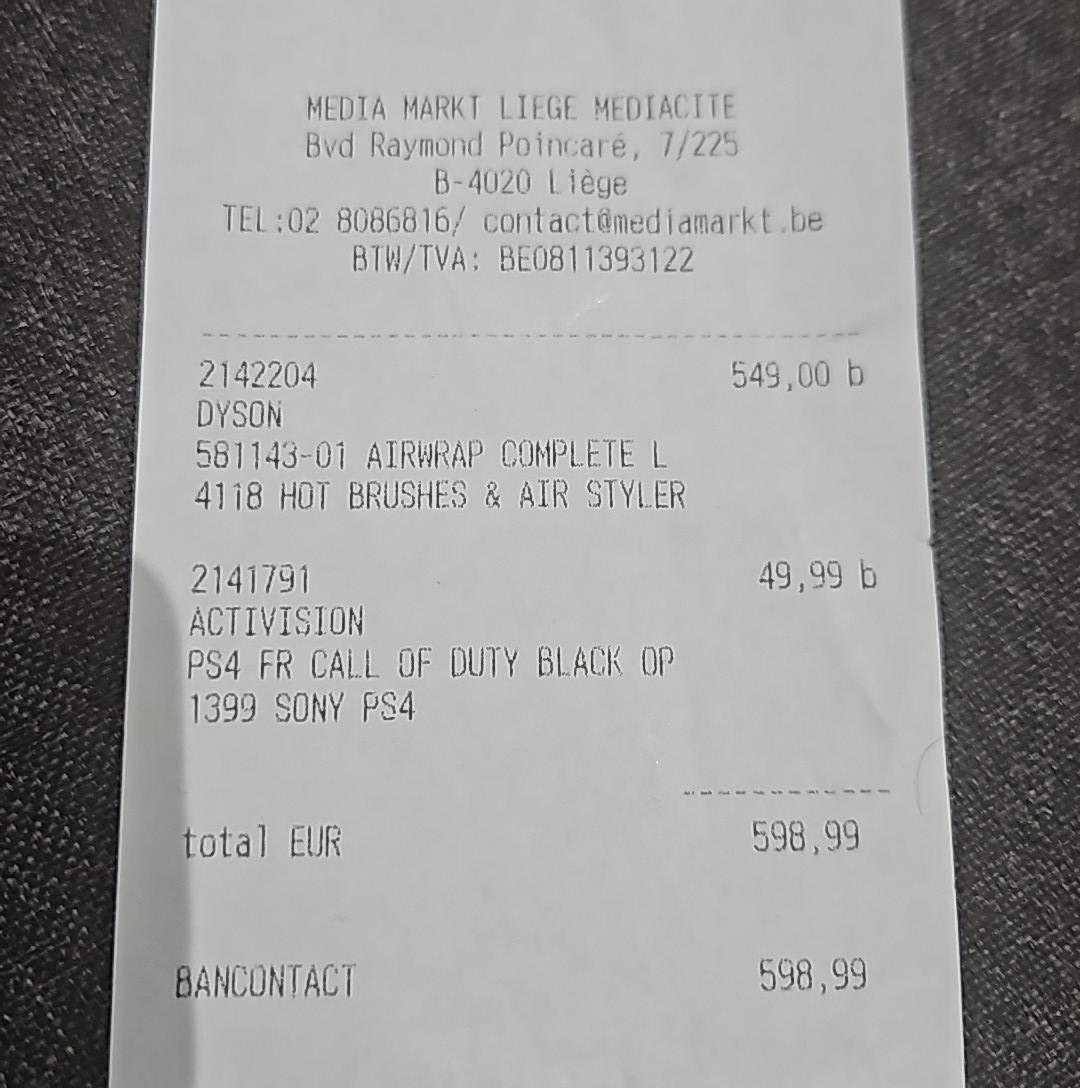 MEDIA MARKT LIEGE MEDIACITE
Bvd Raymond Poincaré, 7/225
B-4020 Liège
TEL:02 8086816/ contact@mediamarkt.be
BTW/TVA: BE0811393122
2142204 549,00 b
DYSON
581143-01 AIRWRAP COMPLETE L
4118 HOT BRUSHES & AIR STYLER
2141791 49,99 b
ACTIVISION
PS4 FR CALL OF DUTY BLACK OP
1399 SONY PS4
total EUR 598,99
BANCONTACT 598,99